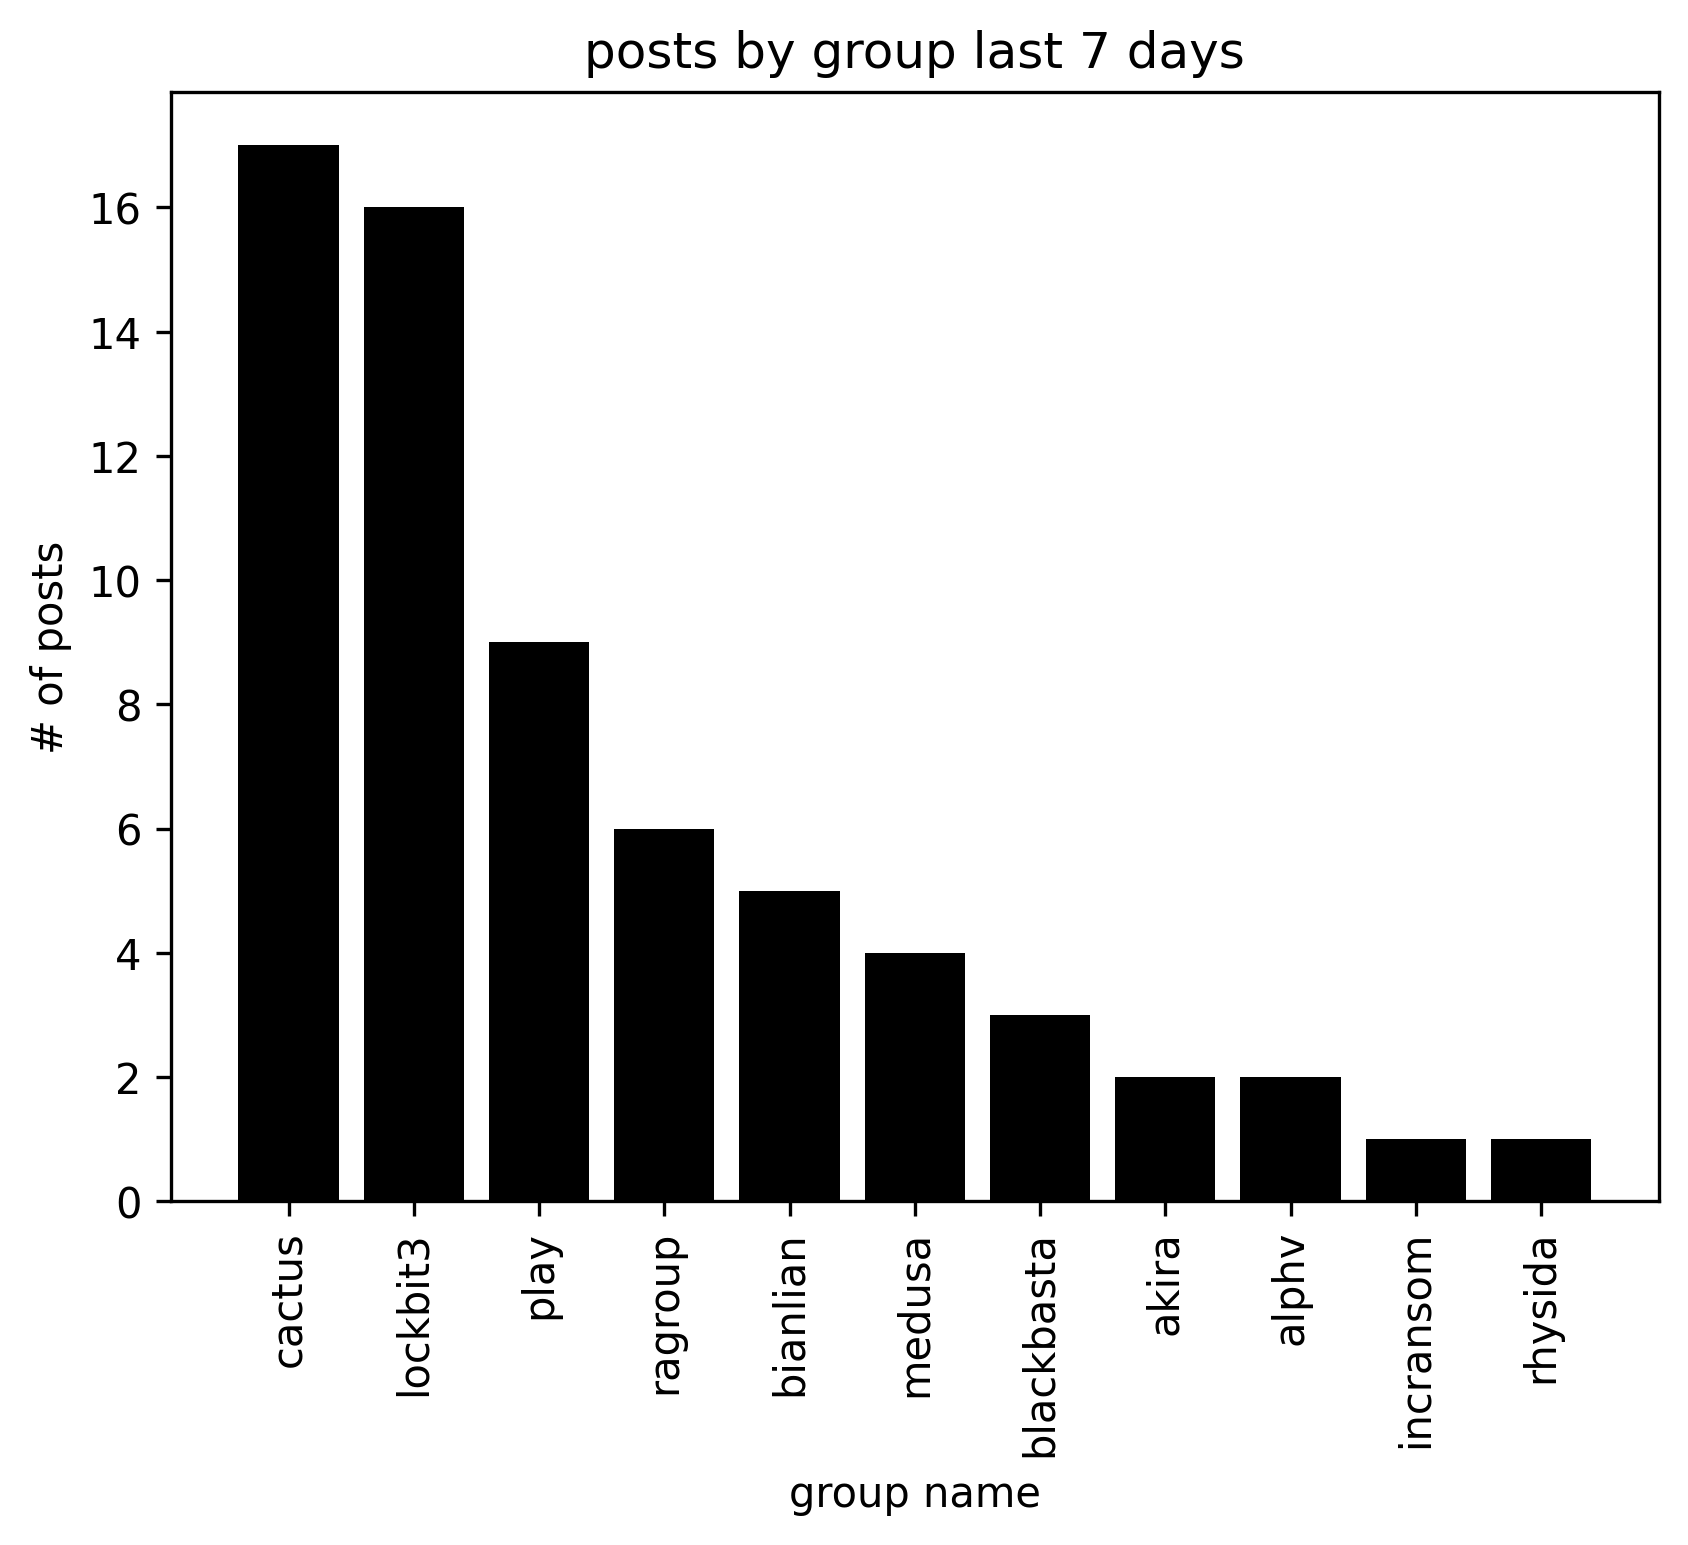 posts by group last 7 days
# of posts
16
14
12
10
8
6
4
2
0
cactus
lockbit3
play
ragroup
bianlian
medusa
blackbasta
akira
alphv
incransom
rhysida
group name